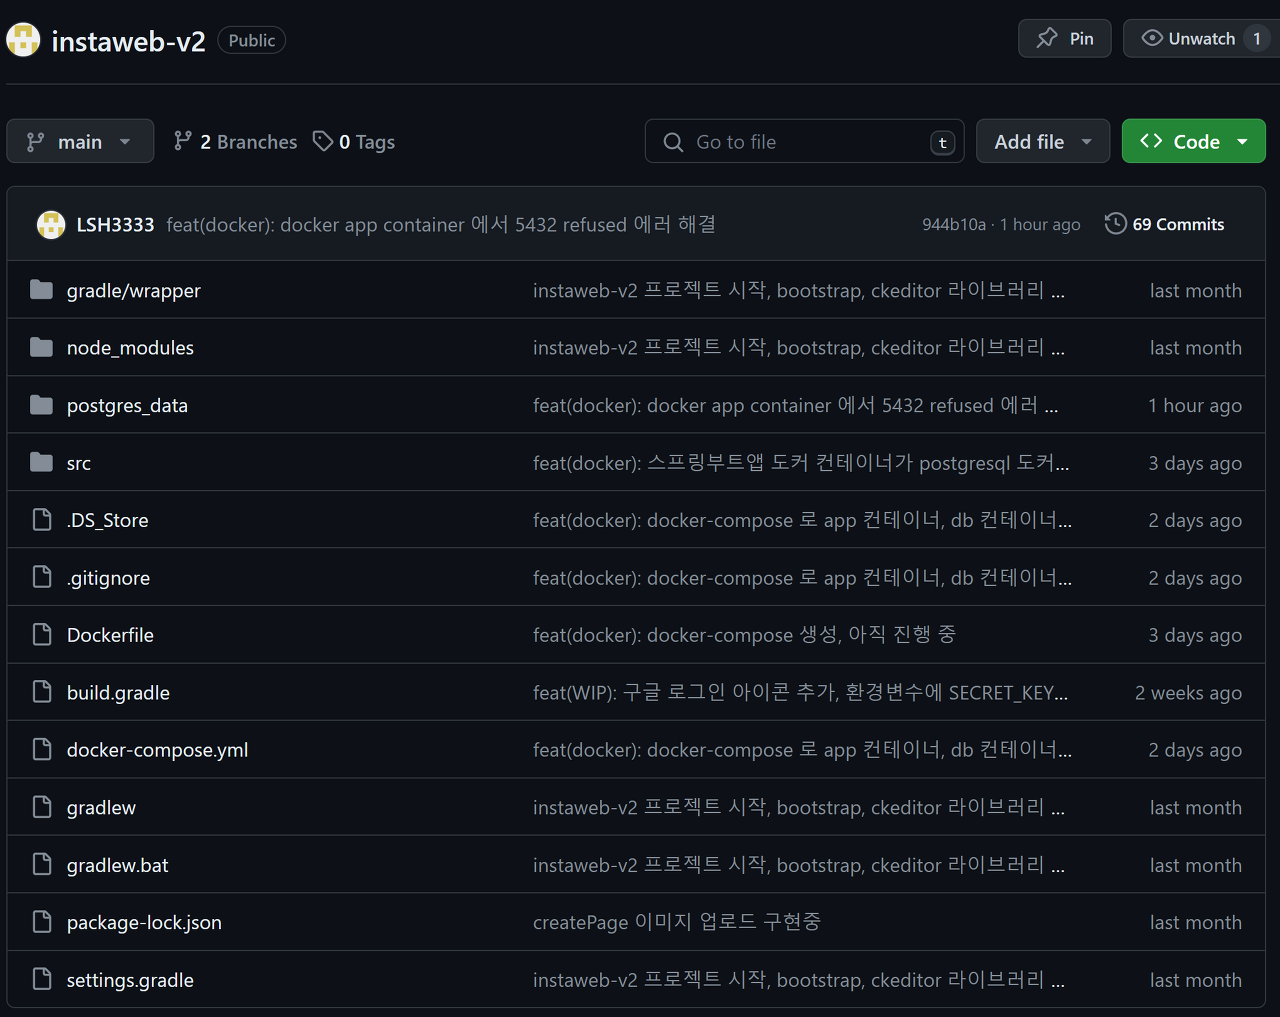 instaweb-v2 Public Pin Unwatch 1
main 2 Branches 0 Tags Go to file t Add file Code
LSH3333 feat(docker): docker app container 에서 5432 refused 에러 해결 944b10a · 1 hour ago 69 Commits
gradle/wrapper instaweb-v2 프로젝트 시작, bootstrap, ckeditor 라이브러리 ... last month
node_modules instaweb-v2 프로젝트 시작, bootstrap, ckeditor 라이브러리 ... last month
postgres_data feat(docker): docker app container 에서 5432 refused 에러 ... 1 hour ago
src feat(docker): 스프링부트앱 도커 컨테이너가 postgresql 도커... 3 days ago
.DS_Store feat(docker): docker-compose 로 app 컨테이너, db 컨테이너... 2 days ago
.gitignore feat(docker): docker-compose 로 app 컨테이너, db 컨테이너... 2 days ago
Dockerfile feat(docker): docker-compose 생성, 아직 진행 중 3 days ago
build.gradle feat(WIP): 구글 로그인 아이콘 추가, 환경변수에 SECRET_KEY... 2 weeks ago
docker-compose.yml feat(docker): docker-compose 로 app 컨테이너, db 컨테이너... 2 days ago
gradlew instaweb-v2 프로젝트 시작, bootstrap, ckeditor 라이브러리 ... last month
gradlew.bat instaweb-v2 프로젝트 시작, bootstrap, ckeditor 라이브러리 ... last month
package-lock.json createPage 이미지 업로드 구현중 last month
settings.gradle instaweb-v2 프로젝트 시작, bootstrap, ckeditor 라이브러리 ... last month